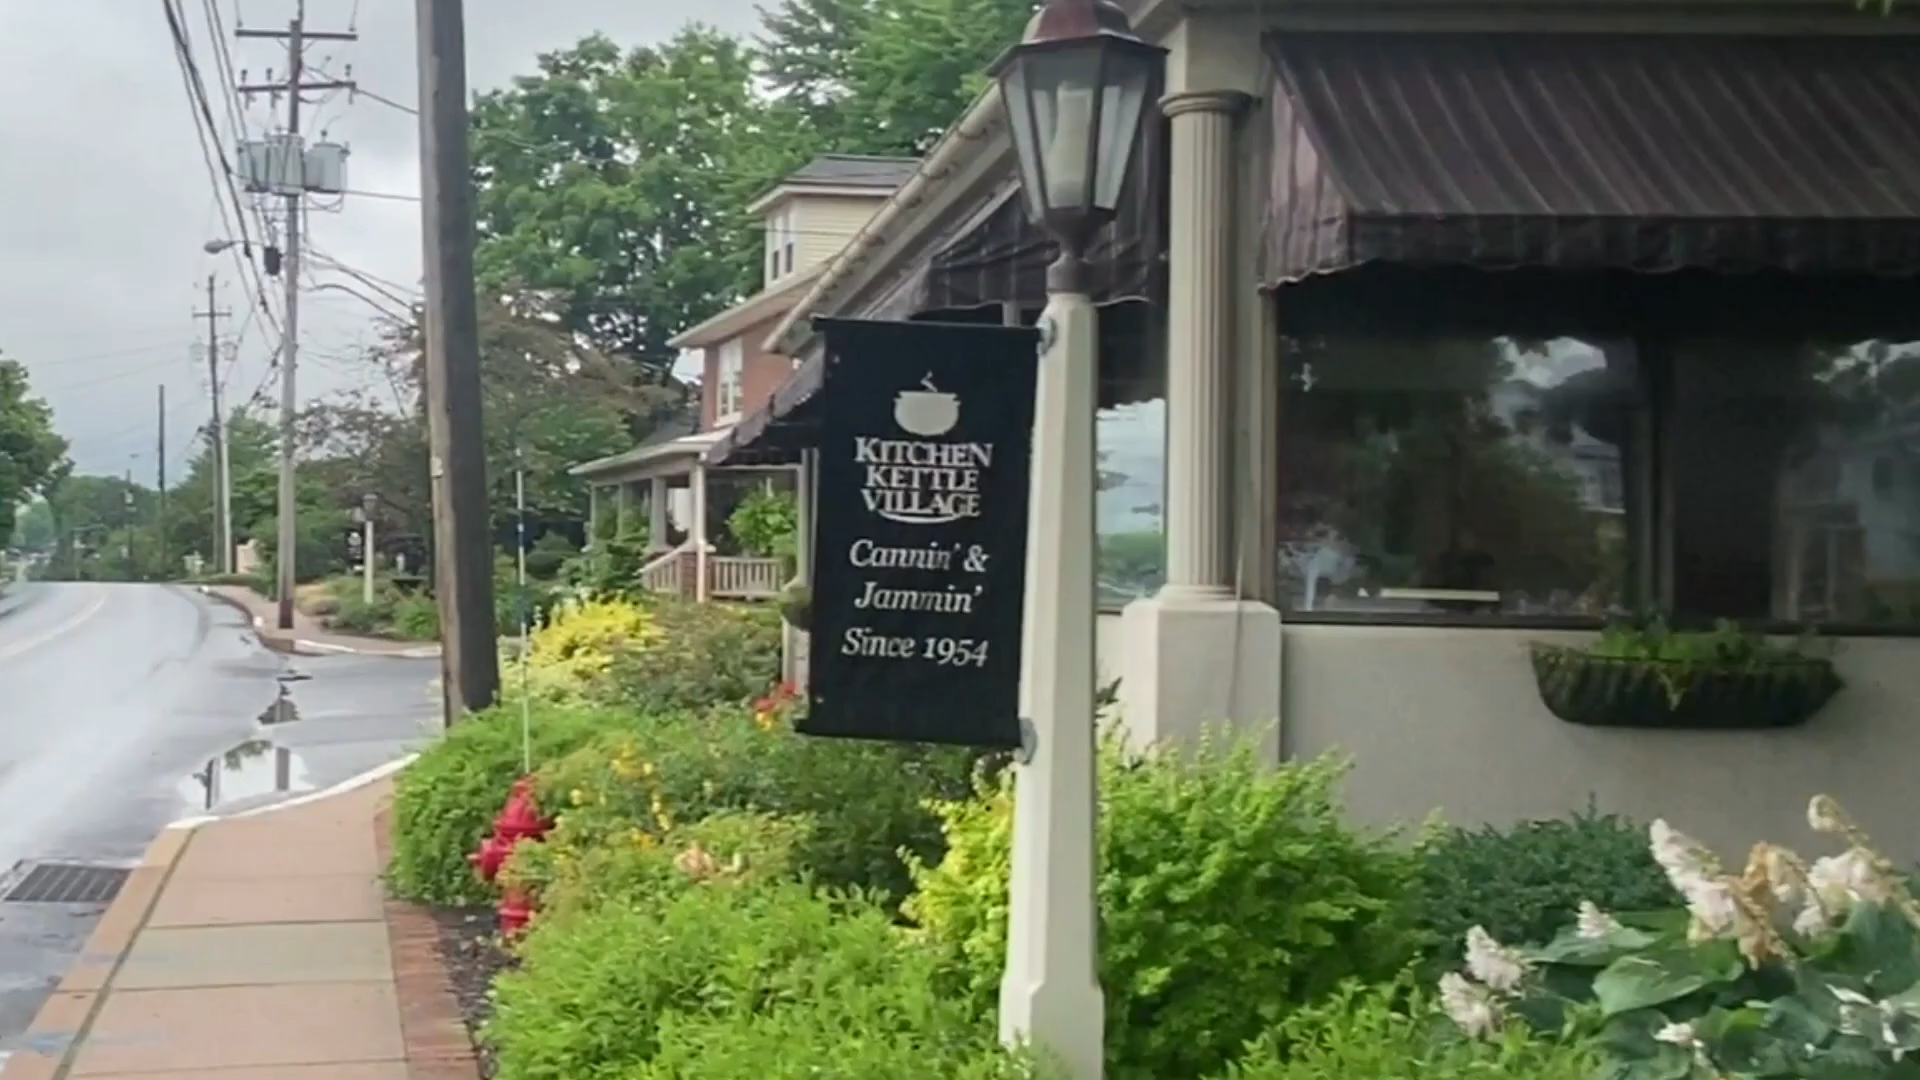 KITCHEN
KETTLE
VILLAGE
Cannin' &
Jammin'
Since 1954